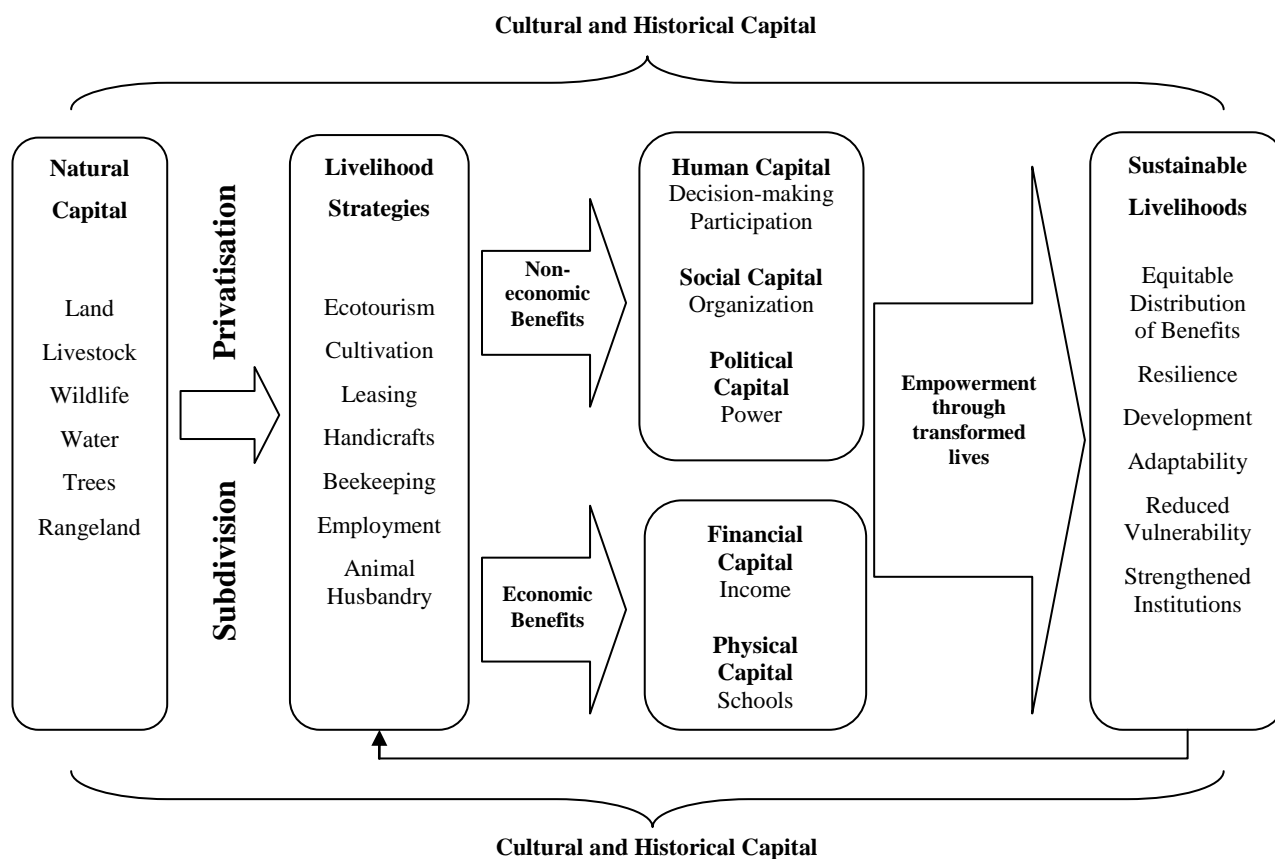 Cultural and Historical Capital
Natural
Capital
Land
Livestock
Wildlife
Water
Trees
Rangeland
Privatisation
Subdivision
Livelihood
Strategies
Ecotourism
Cultivation
Leasing
Handicrafts
Beekeeping
Employment
Animal
Husbandry
Non-
economic
Benefits
Economic
Benefits
Human Capital
Decision-making
Participation
Social Capital
Organization
Political
Capital
Power
Financial
Capital
Income
Physical
Capital
Schools
Empowerment
through
transformed
lives
Sustainable
Livelihoods
Equitable
Distribution
of Benefits
Resilience
Development
Adaptability
Reduced
Vulnerability
Strengthened
Institutions
Cultural and Historical Capital